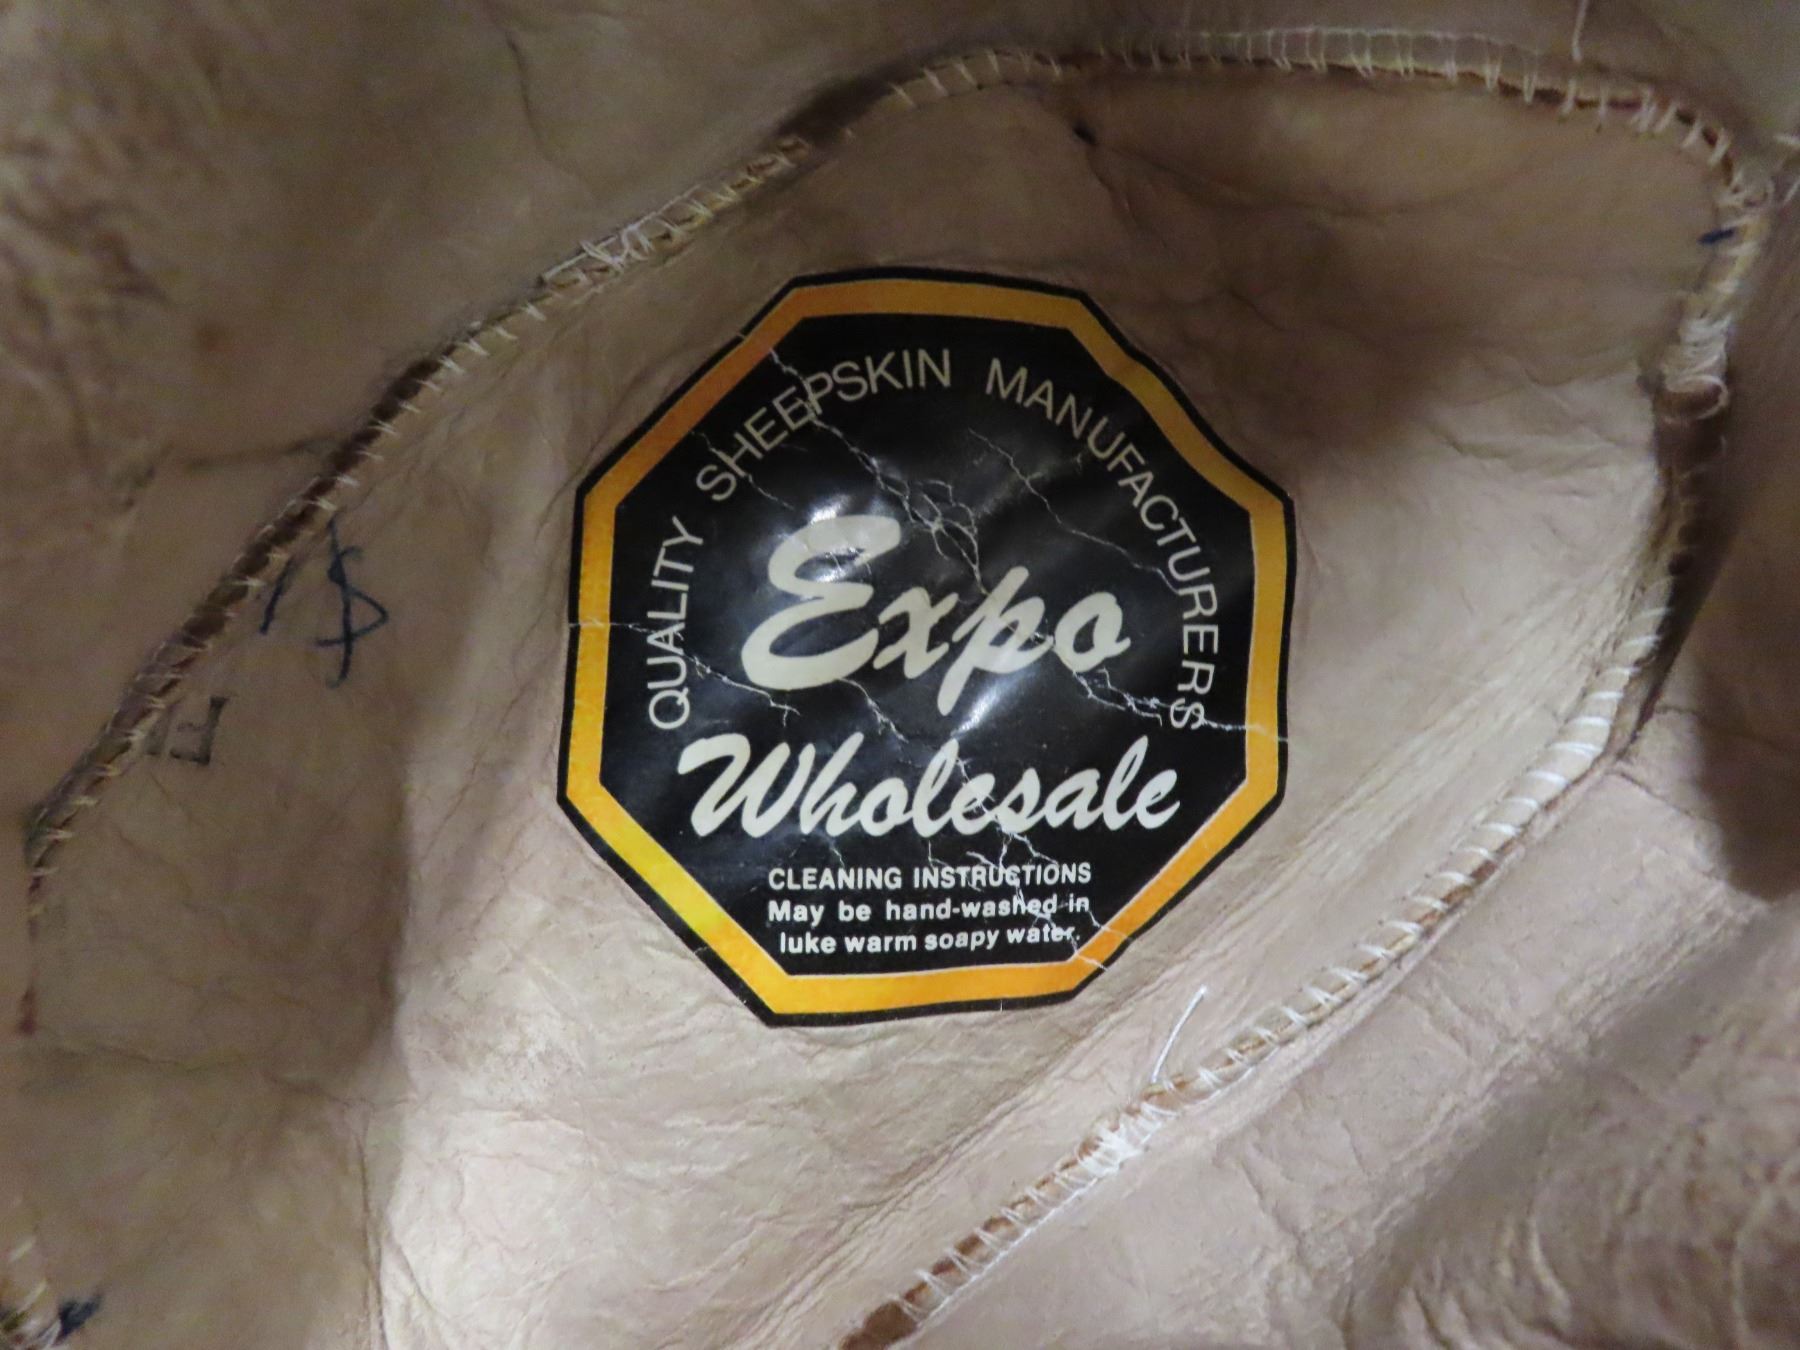 QUALITY SHEEPSKIN MANUFACTURERS
Expo
Wholesale
CLEANING INSTRUCTIONS
May be hand-washed in
luke warm soapy water.